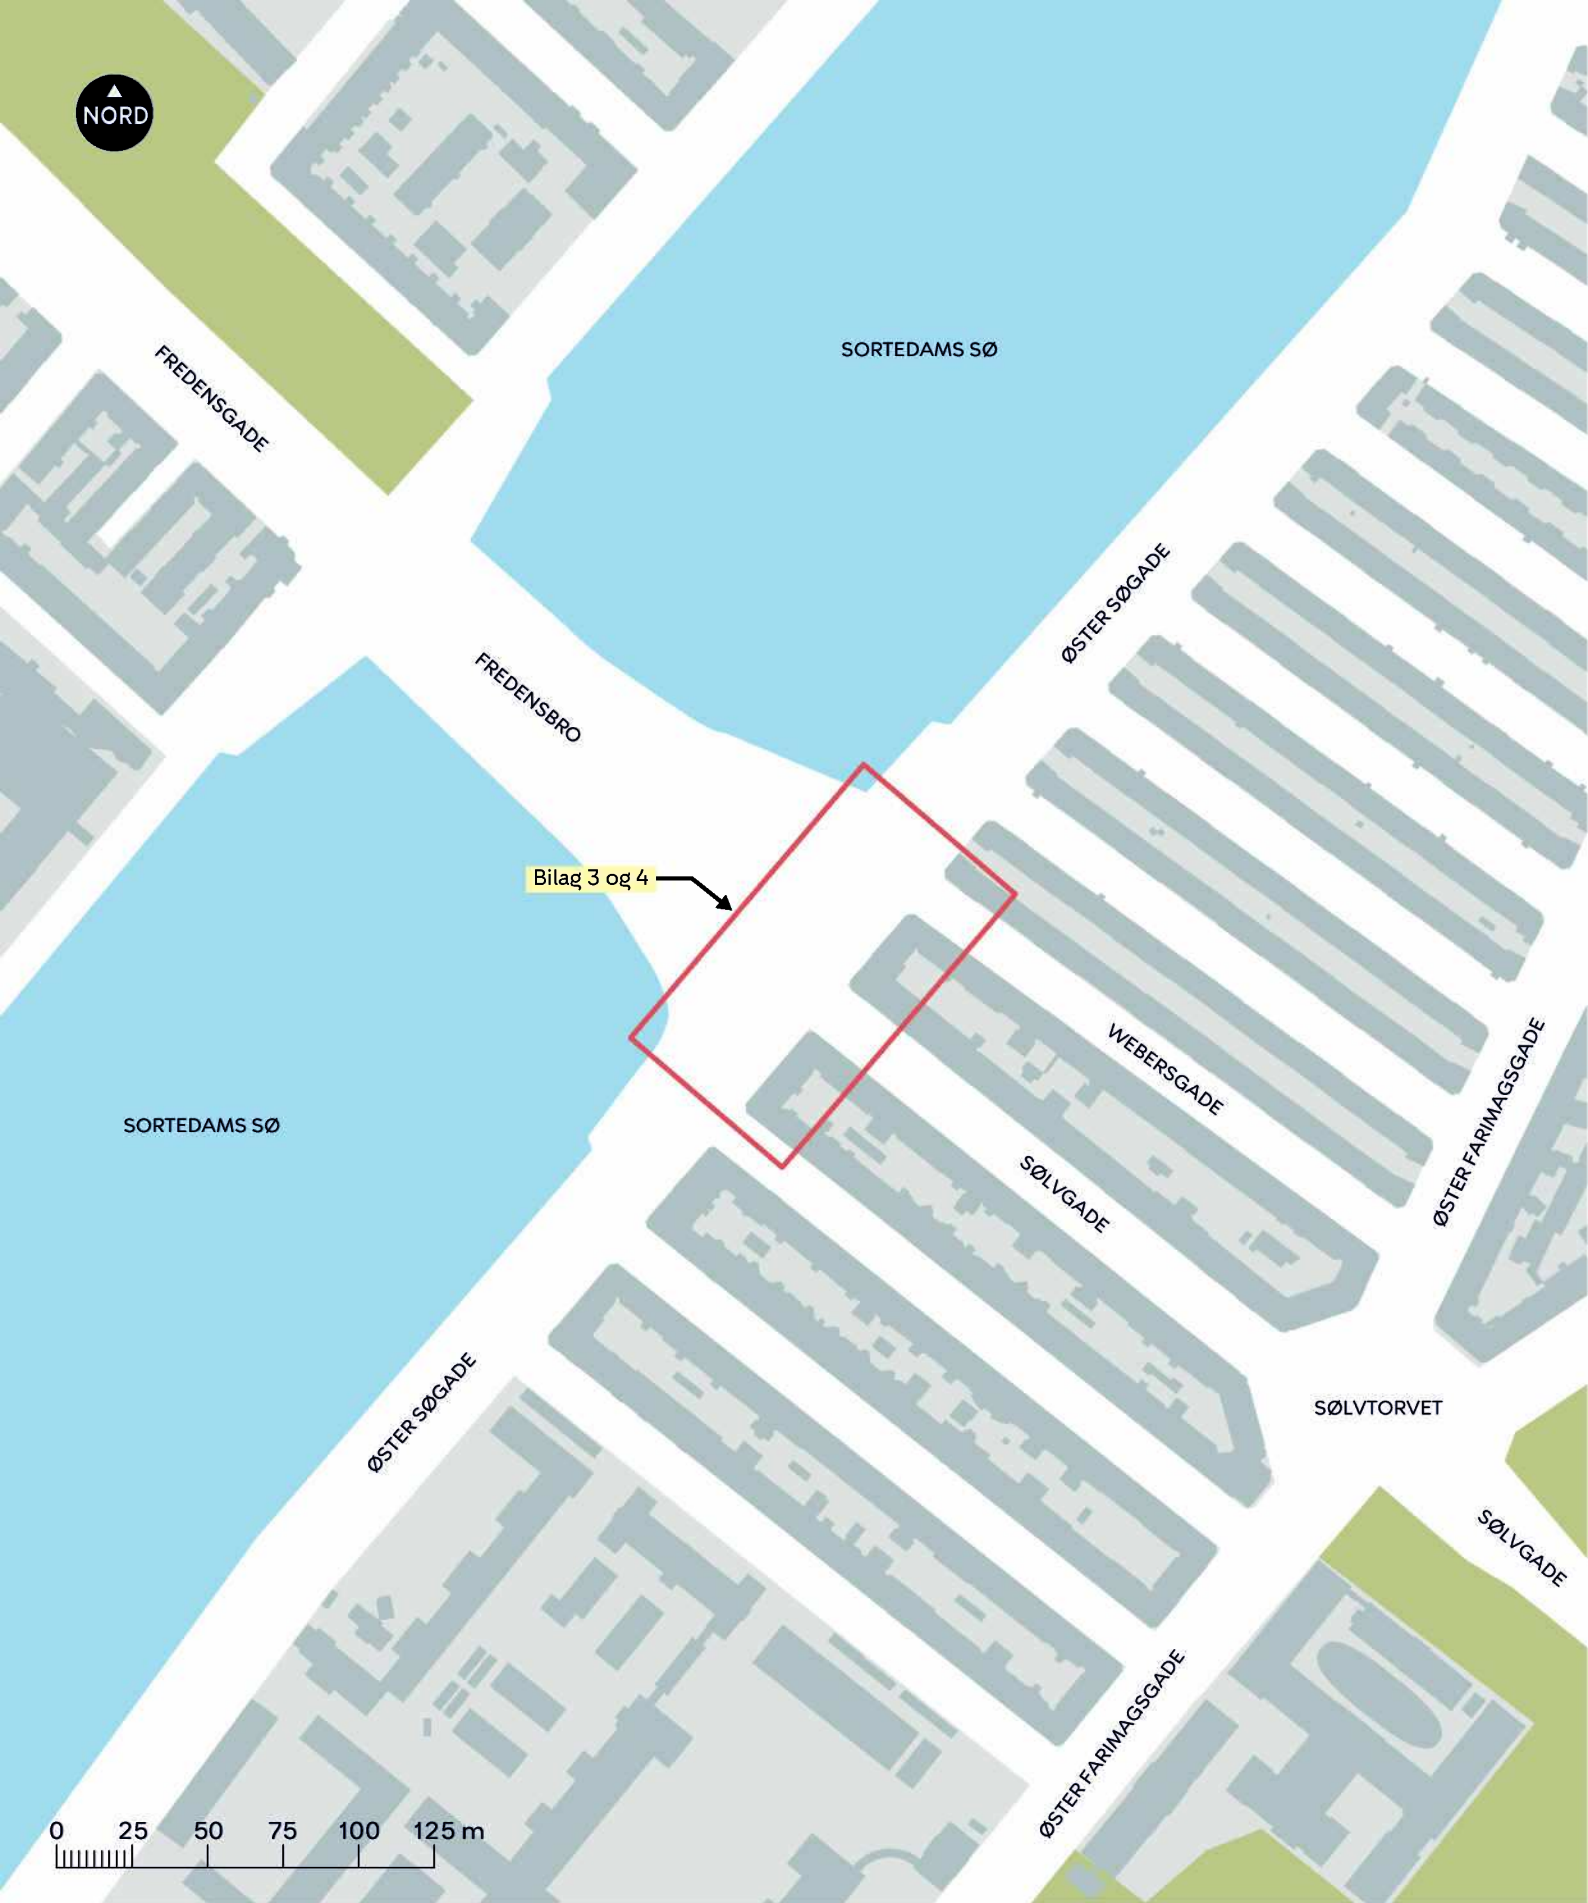 NORD
SORTEDAMS SØ
FREDENSGADE
ØSTER SØGADE
FREDENSBRO
Bilag 3 og 4
WEBERSGADE
ØSTER FARIMAGSGADE
SORTEDAMS SØ
SØLVGADE
ØSTER SØGADE
SØLVTORVET
SØLVGADE
ØSTER FARIMAGSGADE
0 25 50 75 100 125 m